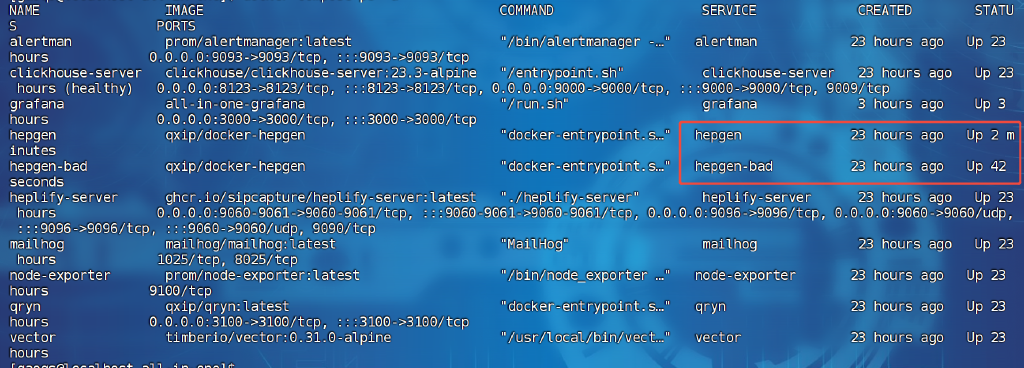 NAME IMAGE COMMAND SERVICE CREATED STATU
S PORTS
alertman prom/alertmanager:latest "/bin/alertmanager -…" alertman 23 hours ago Up 23
hours 0.0.0.0:9093->9093/tcp, :::9093->9093/tcp
clickhouse-server clickhouse/clickhouse-server:23.3-alpine "/entrypoint.sh" clickhouse-server 23 hours ago Up 23
hours (healthy) 0.0.0.0:8123->8123/tcp, :::8123->8123/tcp, 0.0.0.0:9000->9000/tcp, :::9000->9000/tcp, 9009/tcp
grafana all-in-one-grafana "/run.sh" grafana 3 hours ago Up 3
hours 0.0.0.0:3000->3000/tcp, :::3000->3000/tcp
hepgen qxip/docker-hepgen "docker-entrypoint.s…" hepgen 23 hours ago Up 2 m
inutes
hepgen-bad qxip/docker-hepgen "docker-entrypoint.s…" hepgen-bad 23 hours ago Up 42
seconds
heplify-server ghcr.io/sipcapture/heplify-server:latest "./heplify-server" heplify-server 23 hours ago Up 23
hours 0.0.0.0:9060-9061->9060-9061/tcp, :::9060-9061->9060-9061/tcp, 0.0.0.0:9096->9096/tcp, 0.0.0.0:9060->9060/udp,
:::9096->9096/tcp, :::9060->9060/udp, 9090/tcp
mailhog mailhog/mailhog:latest "MailHog" mailhog 23 hours ago Up 23
hours 1025/tcp, 8025/tcp
node-exporter prom/node-exporter:latest "/bin/node_exporter …" node-exporter 23 hours ago Up 23
hours 9100/tcp
qryn qxip/qryn:latest "docker-entrypoint.s…" qryn 23 hours ago Up 23
hours 0.0.0.0:3100->3100/tcp, :::3100->3100/tcp
vector timberio/vector:0.31.0-alpine "/usr/local/bin/vect…" vector 23 hours ago Up 23
hours